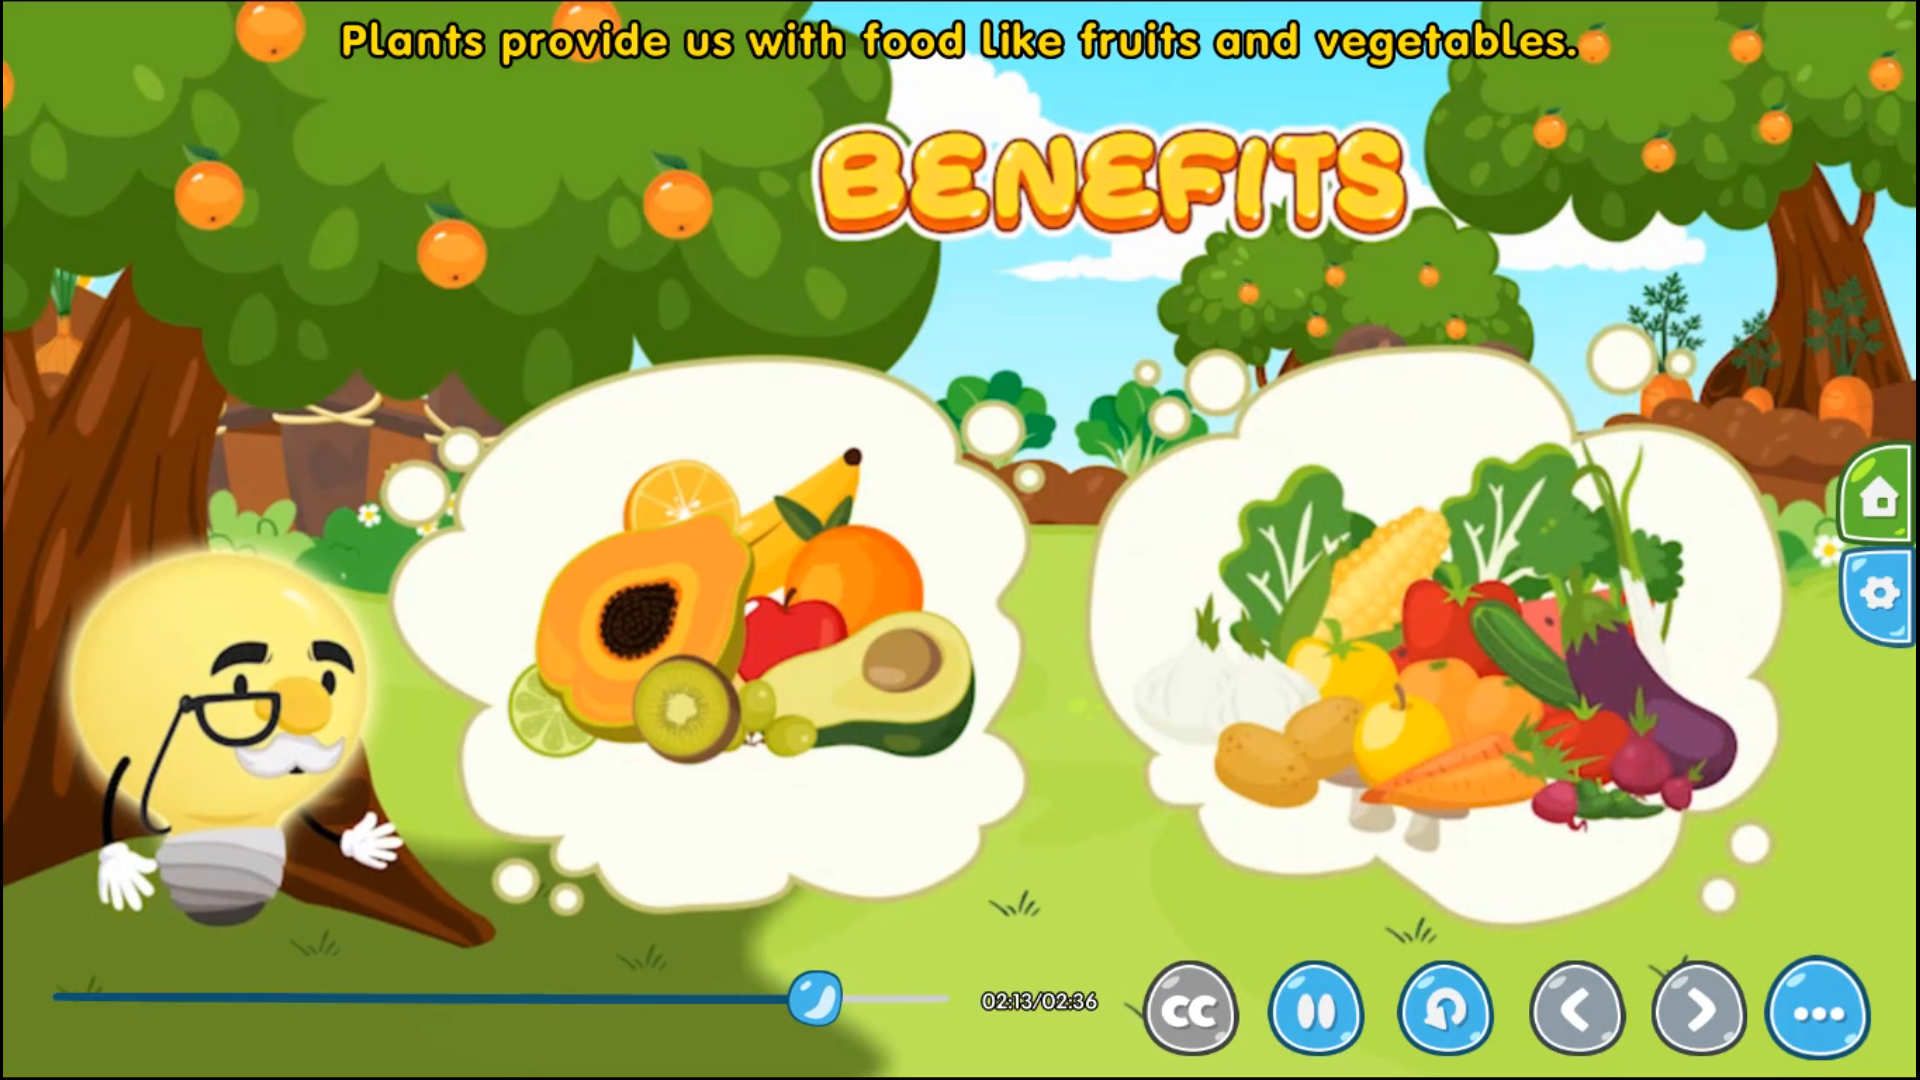 Plants provide us with food like fruits and vegetables.
BENEFITS
02:13/02:36
CC